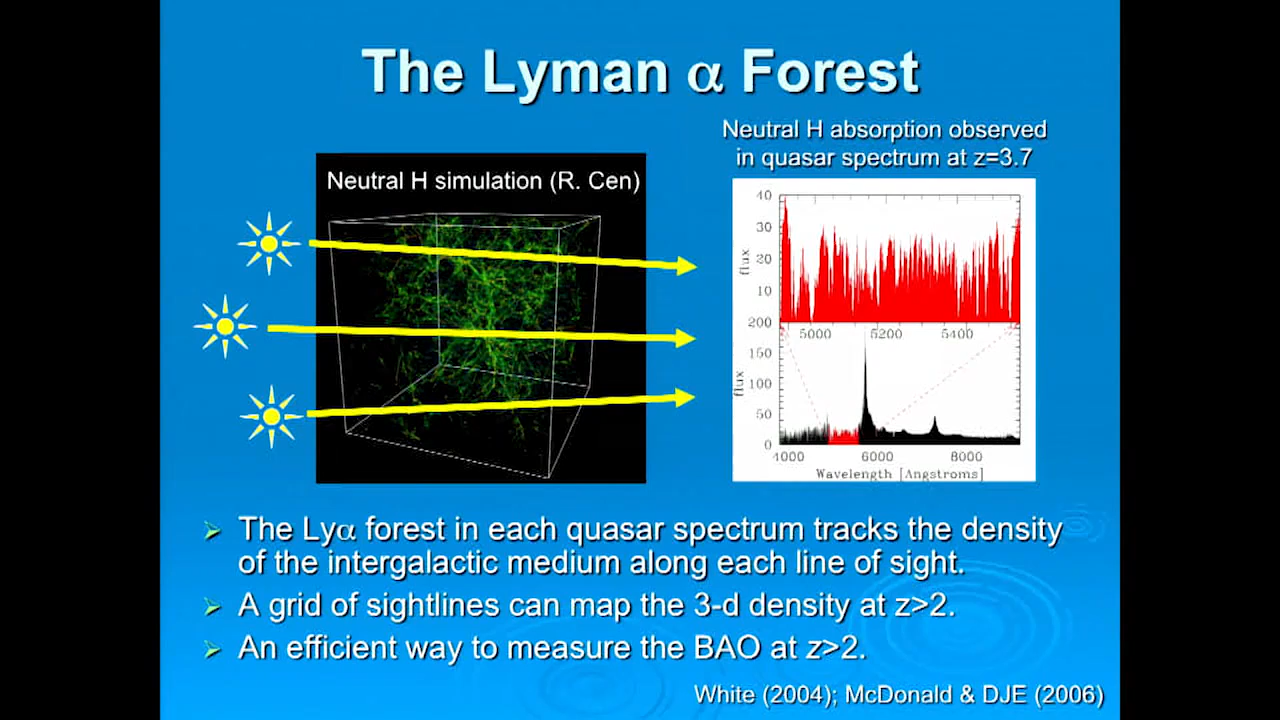 The Lyman α Forest
Neutral H absorption observed
in quasar spectrum at z=3.7
Neutral H simulation (R. Cen)
40
30
20
10
flux
5000 5200 5400
200
150
100
50
0
flux
4000 6000 8000
Wavelength [Angstroms]
The Lyα forest in each quasar spectrum tracks the density
of the intergalactic medium along each line of sight.
A grid of sightlines can map the 3-d density at z>2.
An efficient way to measure the BAO at z>2.
White (2004); McDonald & DJE (2006)